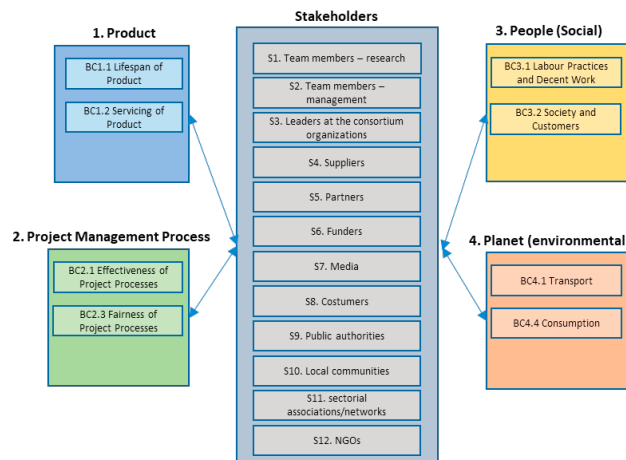 Stakeholders
1. Product
BC1.1 Lifespan of
Product
BC1.2 Servicing of
Product
2. Project Management Process
BC2.1 Effectiveness of
Project Processes
BC2.3 Fairness of
Project Processes
S1. Team members – research
S2. Team members –
management
S3. Leaders at the consortium
organizations
S4. Suppliers
S5. Partners
S6. Funders
S7. Media
S8. Costumers
S9. Public authorities
S10. Local communities
S11. sectorial
associations/networks
S12. NGOs
3. People (Social)
BC3.1 Labour Practices
and Decent Work
BC3.2 Society and
Customers
4. Planet (environmental
BC4.1 Transport
BC4.4 Consumption